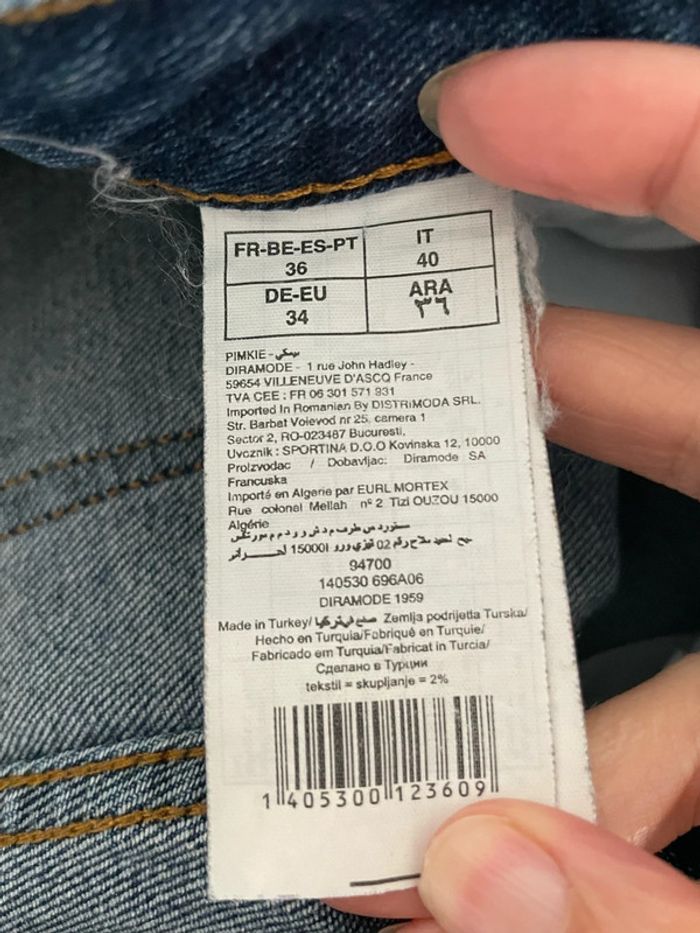 FR-BE-ES-PT
36
IT
40
DE-EU
34
ARA
٣٦
PIMKIE - بيمكي
DIRAMODE - 1 rue John Hadley -
59654 VILLENEUVE D'ASCQ France
TVA CEE : FR 06 301 571 931
Imported In Romanian By DISTRIMODA SRL.
Str. Barbat Voievod nr 25, camera 1
Sector 2, RO-023487 Bucuresti.
Uvcznik : SPORTINA D.O.O Kovinska 12, 10000
Proizvodac / Dobavljac: Diramode SA
Francuska
Importé en Algerie par EURL MORTEX
Rue colonel Mellah n° 2 Tizi OUZOU 15000
Algérie
02 15000
94700
140530 696A06
DIRAMODE 1959
Made in Turkey/ صنع في تركيا Zemlja podrijetla Turska/
Hecho en Turquia/Fabriqué en Turquie/
Fabricado em Turquia/Fabricat in Turcia/
Сделано в Турции
tekstil = skupljanje = 2%
1 405300 123609